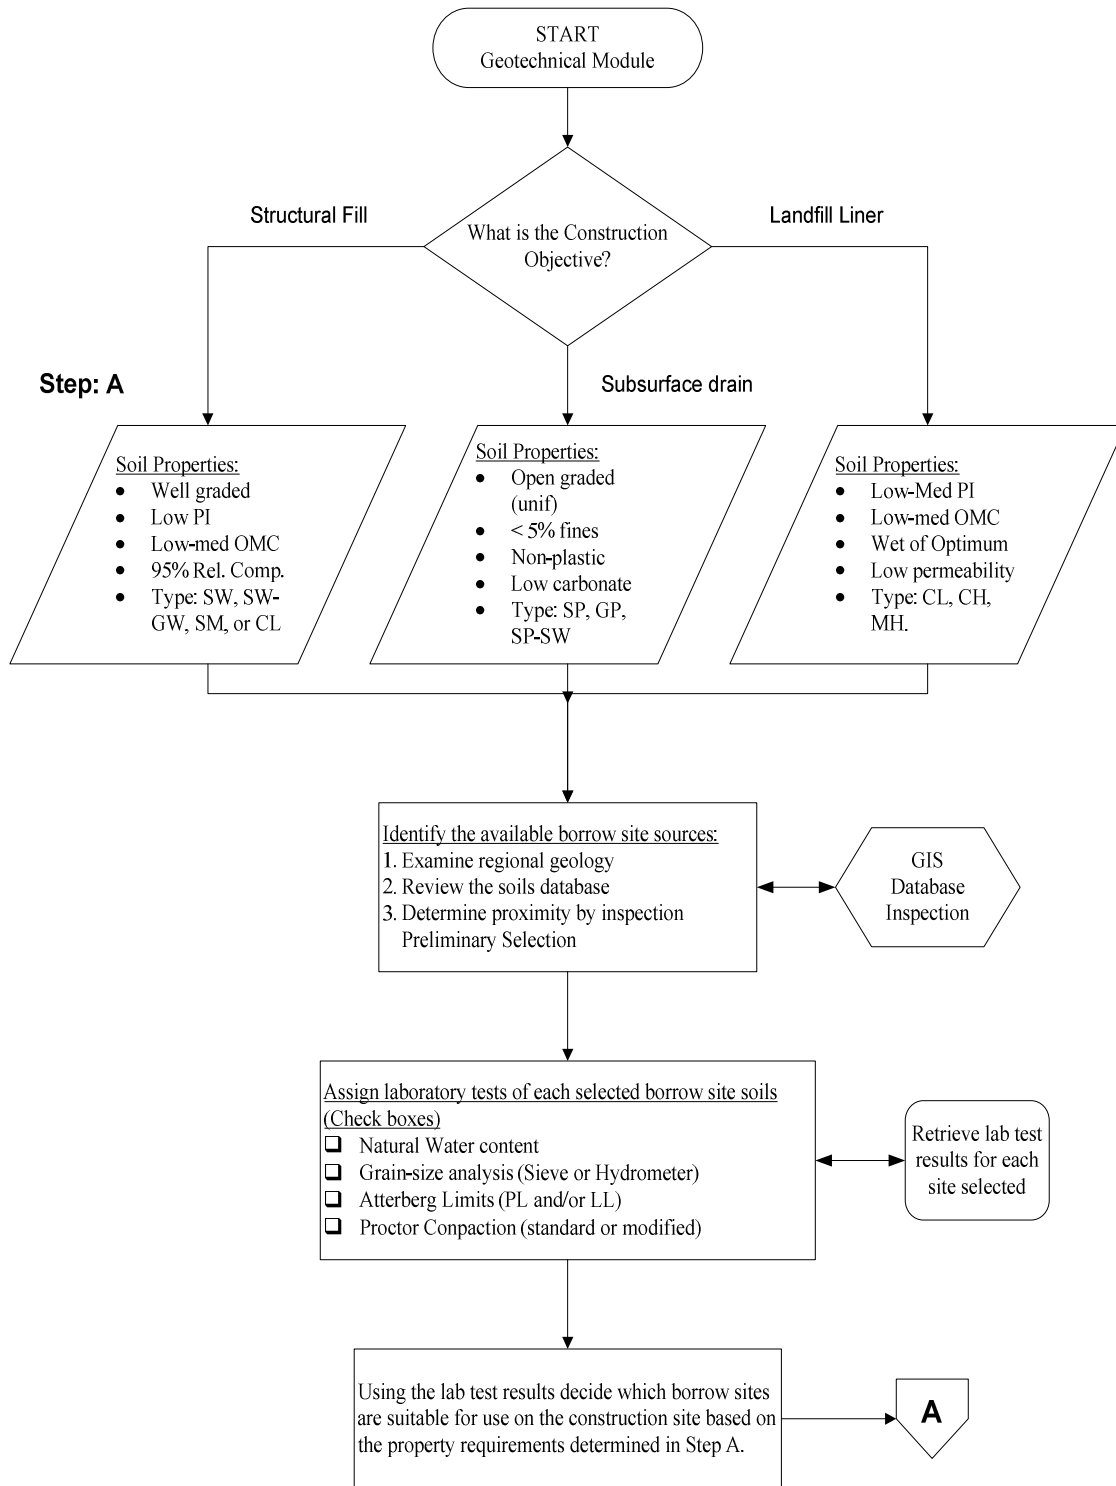 START
Geotechnical Module
What is the Construction
Objective?
Structural Fill
Landfill Liner
Subsurface drain
Step: A
Soil Properties:
• Well graded
• Low PI
• Low-med OMC
• 95% Rel. Comp.
• Type: SW, SW-
GW, SM, or CL
Soil Properties:
• Open graded
(unif)
• < 5% fines
• Non-plastic
• Low carbonate
• Type: SP, GP,
SP-SW
Soil Properties:
• Low-Med PI
• Low-med OMC
• Wet of Optimum
• Low permeability
• Type: CL, CH,
MH.
Identify the available borrow site sources:
1. Examine regional geology
2. Review the soils database
3. Determine proximity by inspection
Preliminary Selection
GIS
Database
Inspection
Assign laboratory tests of each selected borrow site soils
(Check boxes)
❑ Natural Water content
❑ Grain-size analysis (Sieve or Hydrometer)
❑ Atterberg Limits (PL and/or LL)
❑ Proctor Conpaction (standard or modified)
Retrieve lab test
results for each
site selected
Using the lab test results decide which borrow sites
are suitable for use on the construction site based on
the property requirements determined in Step A.
A